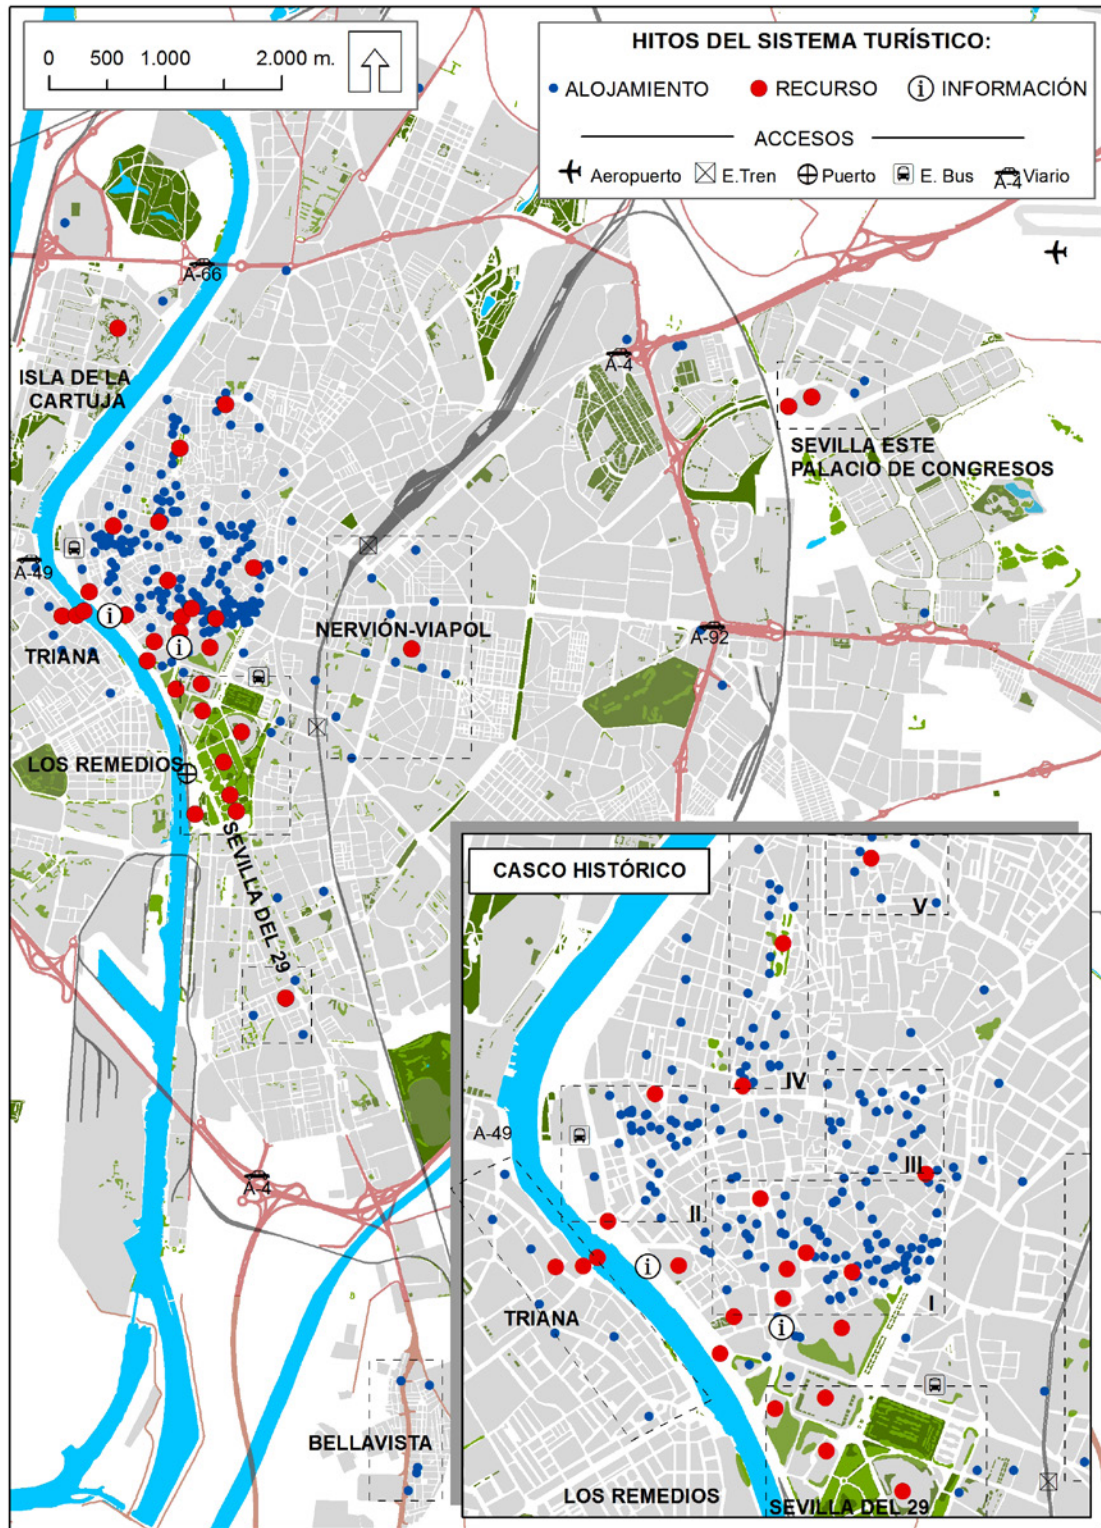 0 500 1.000 2.000 m.
HITOS DEL SISTEMA TURÍSTICO:
ALOJAMIENTO RECURSO i INFORMACIÓN
ACCESOS
Aeropuerto E.Tren Puerto E. Bus A-4 Viario
A-66
ISLA DE LA
CARTUJA
A-4
SEVILLA ESTE
PALACIO DE CONGRESOS
A-49
i
NERVIÓN-VIAPOL
A-92
TRIANA
i
LOS REMEDIOS
SEVILLA DEL 29
A-4
BELLAVISTA
CASCO HISTÓRICO
V
IV
A-49
III
II
i
I
TRIANA
i
LOS REMEDIOS
SEVILLA DEL 29